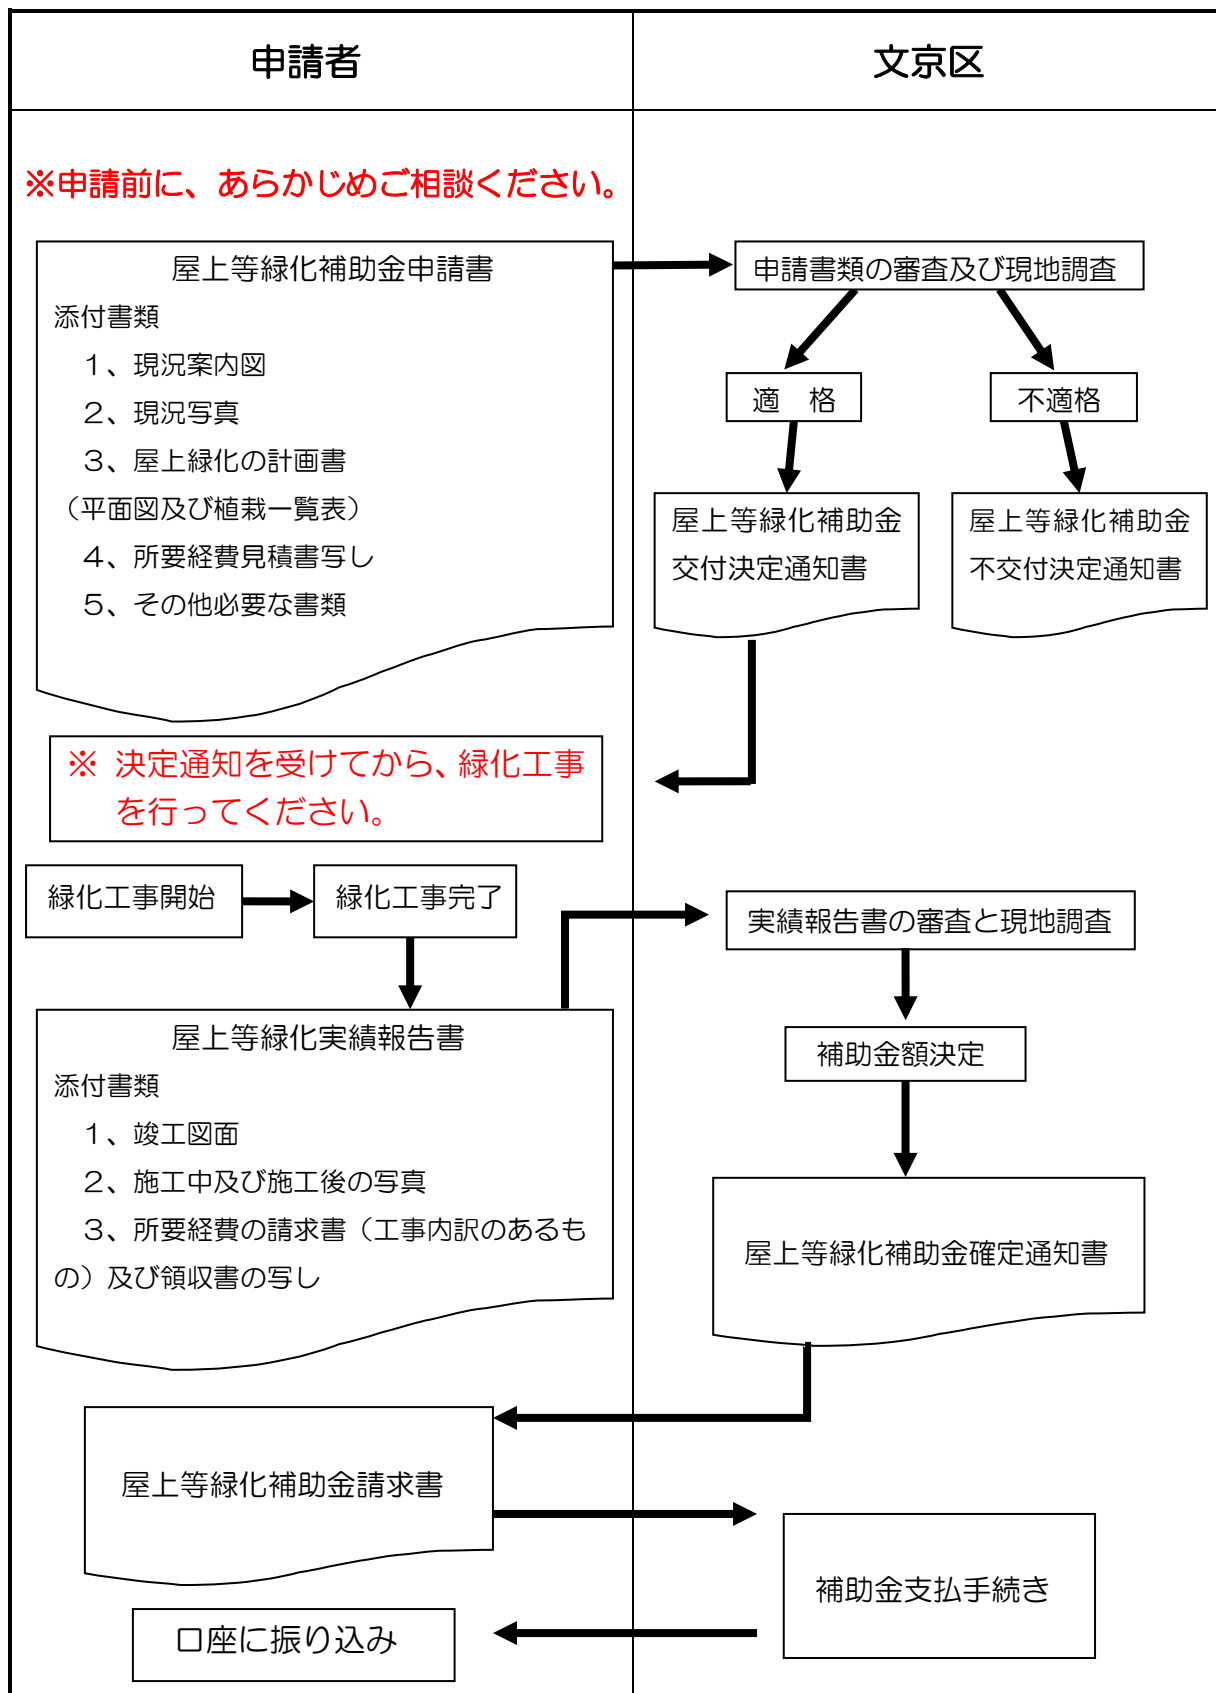 申請者
文京区
※申請前に、あらかじめご相談ください。
屋上等緑化補助金申請書
添付書類
１、現況案内図
２、現況写真
３、屋上緑化の計画書
（平面図及び植栽一覧表）
４、所要経費見積書写し
５、その他必要な書類
申請書類の審査及び現地調査
適　格
不適格
屋上等緑化補助金
交付決定通知書
屋上等緑化補助金
不交付決定通知書
※ 決定通知を受けてから、緑化工事
を行ってください。
緑化工事開始
緑化工事完了
実績報告書の審査と現地調査
屋上等緑化実績報告書
添付書類
１、竣工図面
２、施工中及び施工後の写真
３、所要経費の請求書（工事内訳のあるも
の）及び領収書の写し
補助金額決定
屋上等緑化補助金確定通知書
屋上等緑化補助金請求書
補助金支払手続き
口座に振り込み